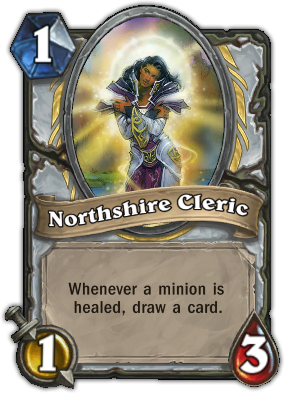 1
Northshire Cleric
Whenever a minion is
healed, draw a card.
1 3